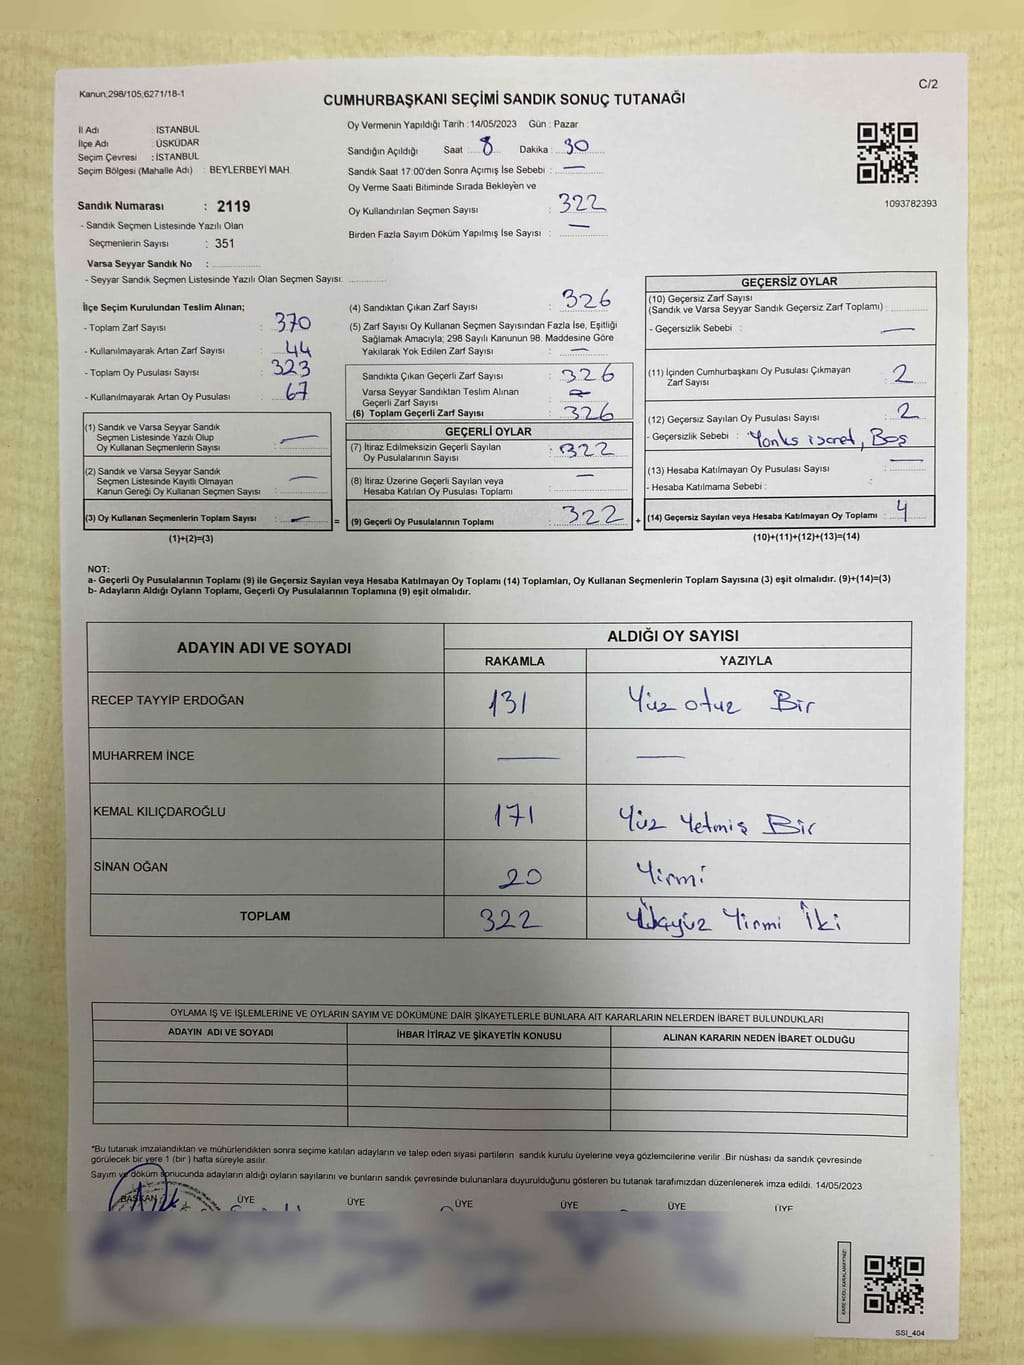 Kanun;298/105;6271/18-1
C/2
CUMHURBAŞKANI SEÇİMİ SANDIK SONUÇ TUTANAĞI
İl Adı : İSTANBUL
İlçe Adı : ÜSKÜDAR
Seçim Çevresi : İSTANBUL
Seçim Bölgesi (Mahalle Adı) : BEYLERBEYİ MAH.
Sandık Numarası : 2119
- Sandık Seçmen Listesinde Yazılı Olan
Seçmenlerin Sayısı : 351
Varsa Seyyar Sandık No :
- Seyyar Sandık Seçmen Listesinde Yazılı Olan Seçmen Sayısı:
Oy Vermenin Yapıldığı Tarih : 14/05/2023 Gün : Pazar
Sandığın Açıldığı Saat : 8 Dakika : 30
Sandık Saat 17:00'den Sonra Açımış İse Sebebi : —
Oy Verme Saati Bitiminde Sırada Bekleyen ve
Oy Kullandırılan Seçmen Sayısı : 322
Birden Fazla Sayım Döküm Yapılmış İse Sayısı : —
1093782393
İlçe Seçim Kurulundan Teslim Alınan;
- Toplam Zarf Sayısı : 370
- Kullanılmayarak Artan Zarf Sayısı : 44
- Toplam Oy Pusulası Sayısı : 323
- Kullanılmayarak Artan Oy Pusulası : 67
(1) Sandık ve Varsa Seyyar Sandık
Seçmen Listesinde Yazılı Olup
Oy Kullanan Seçmenlerin Sayısı : —
(2) Sandık ve Varsa Seyyar Sandık
Seçmen Listesinde Kayıtlı Olmayan
Kanun Gereği Oy Kullanan Seçmen Sayısı : —
(3) Oy Kullanan Seçmenlerin Toplam Sayısı : —
(1)+(2)=(3)
(4) Sandıktan Çıkan Zarf Sayısı : 326
(5) Zarf Sayısı Oy Kullanan Seçmen Sayısından Fazla İse, Eşitliği
Sağlamak Amacıyla; 298 Sayılı Kanunun 98. Maddesine Göre
Yakılarak Yok Edilen Zarf Sayısı : —
Sandıkta Çıkan Geçerli Zarf Sayısı : 326
Varsa Seyyar Sandıktan Teslim Alınan
Geçerli Zarf Sayısı :
(6) Toplam Geçerli Zarf Sayısı : 326
GEÇERLİ OYLAR
(7) İtiraz Edilmeksizin Geçerli Sayılan
Oy Pusulalarının Sayısı : 322
(8) İtiraz Üzerine Geçerli Sayılan veya
Hesaba Katılan Oy Pusulası Toplamı : —
=
(9) Geçerli Oy Pusulalarının Toplamı : 322
+
GEÇERSİZ OYLAR
(10) Geçersiz Zarf Sayısı
(Sandık ve Varsa Seyyar Sandık Geçersiz Zarf Toplamı) :
- Geçersizlik Sebebi : —
(11) İçinden Cumhurbaşkanı Oy Pusulası Çıkmayan
Zarf Sayısı : 2
(12) Geçersiz Sayılan Oy Pusulası Sayısı : 2
- Geçersizlik Sebebi : Yanlış işaret, Boş
(13) Hesaba Katılmayan Oy Pusulası Sayısı : —
- Hesaba Katılmama Sebebi :
(14) Geçersiz Sayılan veya Hesaba Katılmayan Oy Toplamı : 4
(10)+(11)+(12)+(13)=(14)
NOT:
a- Geçerli Oy Pusulalarının Toplamı (9) ile Geçersiz Sayılan veya Hesaba Katılmayan Oy Toplamı (14) Toplamları, Oy Kullanan Seçmenlerin Toplam Sayısına (3) eşit olmalıdır. (9)+(14)=(3)
b- Adayların Aldığı Oyların Toplamı, Geçerli Oy Pusulalarının Toplamına (9) eşit olmalıdır.
ADAYIN ADI VE SOYADI ALDIĞI OY SAYISI
RAKAMLA YAZIYLA
RECEP TAYYİP ERDOĞAN 131 Yüz otuz Bir
MUHARREM İNCE — —
KEMAL KILIÇDAROĞLU 171 Yüz Yetmiş Bir
SİNAN OĞAN 20 Yirmi
TOPLAM 322 Üçyüz Yirmi İki
OYLAMA İŞ VE İŞLEMLERİNE VE OYLARIN SAYIM VE DÖKÜMÜNE DAİR ŞİKAYETLERLE BUNLARA AİT KARARLARIN NELERDEN İBARET BULUNDUKLARI
ADAYIN ADI VE SOYADI İHBAR İTİRAZ VE ŞİKAYETİN KONUSU ALINAN KARARIN NEDEN İBARET OLDUĞU
*Bu tutanak imzalandıktan ve mühürlendikten sonra seçime katılan adayların ve talep eden siyasi partilerin sandık kurulu üyelerine veya gözlemcilerine verilir .Bir nüshası da sandık çevresinde
görülecek bir yere 1 (bir ) hafta süreyle asılır.
Sayım ve döküm sonucunda adayların aldığı oyların sayılarını ve bunların sandık çevresinde bulunanlara duyurulduğunu gösteren bu tutanak tarafımızdan düzenlenerek imza edildi. 14/05/2023
BAŞKAN ÜYE ÜYE ÜYE ÜYE ÜYE ÜYE
KARE KODU KARALAMAYINIZ!
SSI_404